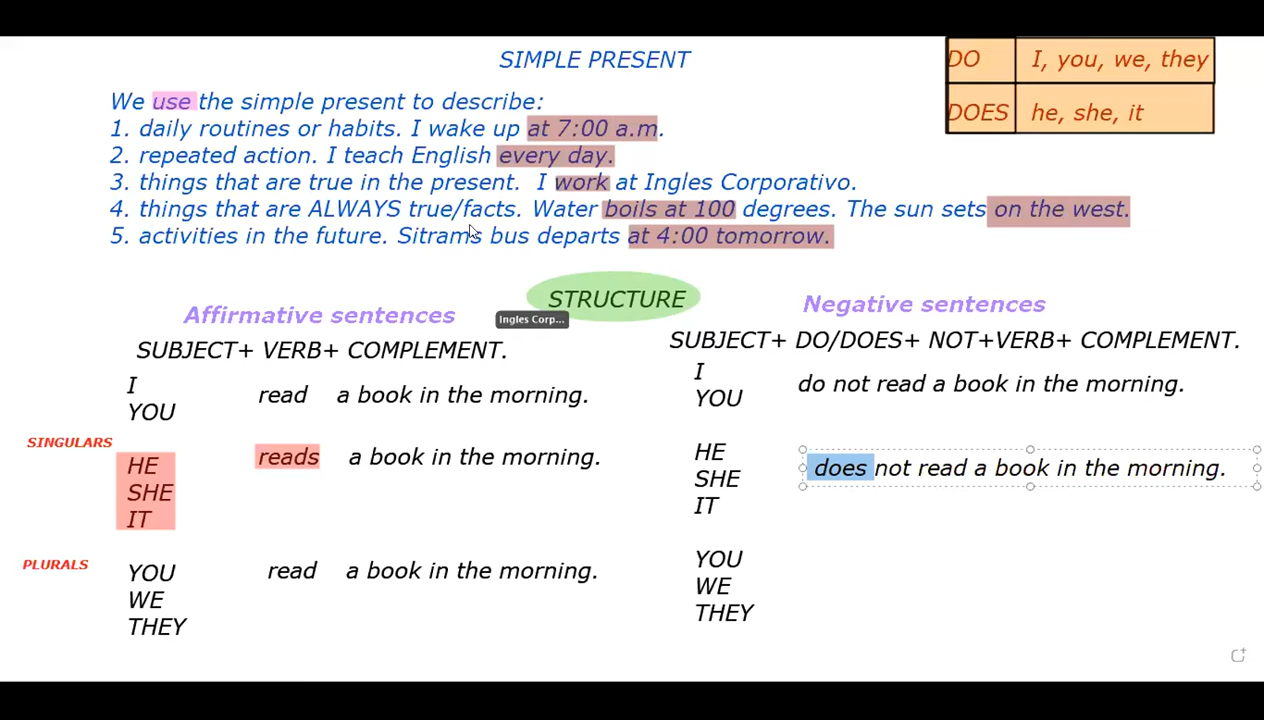 SIMPLE PRESENT
DO I, you, we, they
DOES he, she, it
We use the simple present to describe:
1. daily routines or habits. I wake up at 7:00 a.m.
2. repeated action. I teach English every day.
3. things that are true in the present. I work at Ingles Corporativo.
4. things that are ALWAYS true/facts. Water boils at 100 degrees. The sun sets on the west.
5. activities in the future. Sitrams bus departs at 4:00 tomorrow.
STRUCTURE
Ingles Corp...
Affirmative sentences
SUBJECT+ VERB+ COMPLEMENT.
I
YOU
read a book in the morning.
SINGULARS
HE
SHE
IT
reads a book in the morning.
PLURALS
YOU
WE
THEY
read a book in the morning.
Negative sentences
SUBJECT+ DO/DOES+ NOT+VERB+ COMPLEMENT.
I
YOU
do not read a book in the morning.
HE
SHE
IT
does not read a book in the morning.
YOU
WE
THEY